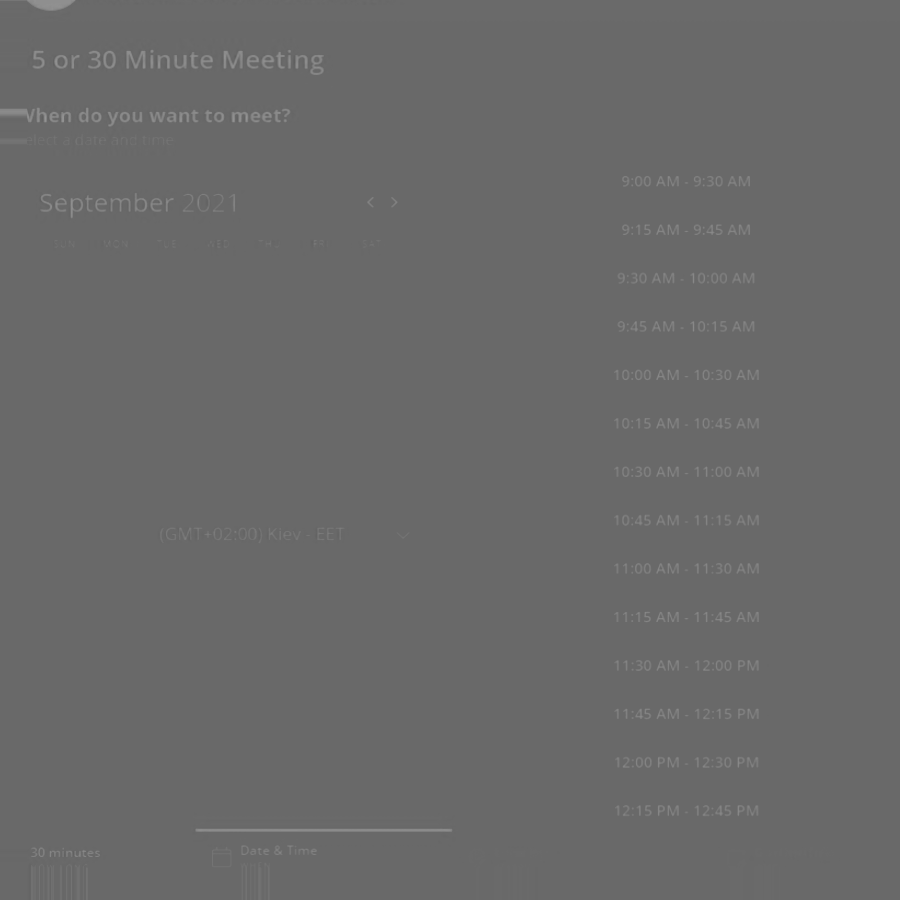 5 or 30 Minute Meeting
When do you want to meet?
elect a date and time
September 2021
SUN MON TUE WED THU FRI SAT
(GMT+02:00) Kiev - EET
9:00 AM - 9:30 AM
9:15 AM - 9:45 AM
9:30 AM - 10:00 AM
9:45 AM - 10:15 AM
10:00 AM - 10:30 AM
10:15 AM - 10:45 AM
10:30 AM - 11:00 AM
10:45 AM - 11:15 AM
11:00 AM - 11:30 AM
11:15 AM - 11:45 AM
11:30 AM - 12:00 PM
11:45 AM - 12:15 PM
12:00 PM - 12:30 PM
12:15 PM - 12:45 PM
30 minutes
Date & Time